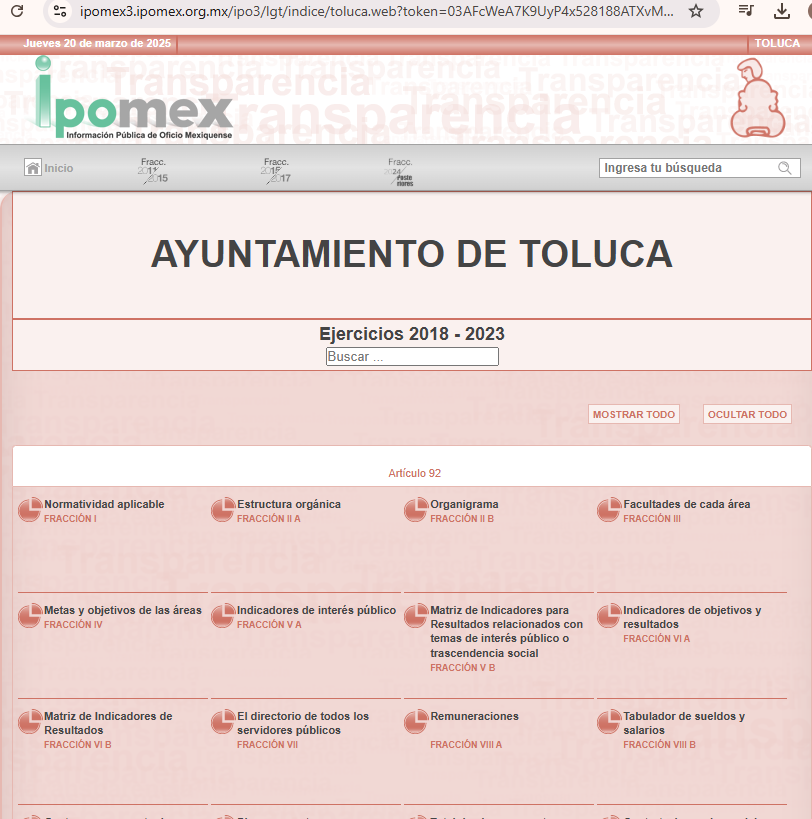 ipomex3.ipomex.org.mx/ipo3/lgt/indice/toluca.web?token=03AFcWeA7K9UyP4x528188ATXvM...
Jueves 20 de marzo de 2025
TOLUCA
ipomex
Información Pública de Oficio Mexiquense
Transparencia
Inicio
Fracc.
2015
Fracc.
2017
Fracc.
Ingresa tu búsqueda
AYUNTAMIENTO DE TOLUCA
Ejercicios 2018 - 2023
Buscar ...
MOSTRAR TODO
OCULTAR TODO
Artículo 92
Normatividad aplicable
FRACCIÓN I
Estructura orgánica
FRACCIÓN II A
Organigrama
FRACCIÓN II B
Facultades de cada área
FRACCIÓN III
Metas y objetivos de las áreas
FRACCIÓN IV
Indicadores de interés público
FRACCIÓN V A
Matriz de Indicadores para
Resultados relacionados con
temas de interés público o
trascendencia social
FRACCIÓN V B
Indicadores de objetivos y
resultados
FRACCIÓN VI A
Matriz de Indicadores de
Resultados
FRACCIÓN VI B
El directorio de todos los
servidores públicos
FRACCIÓN VII
Remuneraciones
FRACCIÓN VIII A
Tabulador de sueldos y
salarios
FRACCIÓN VIII B